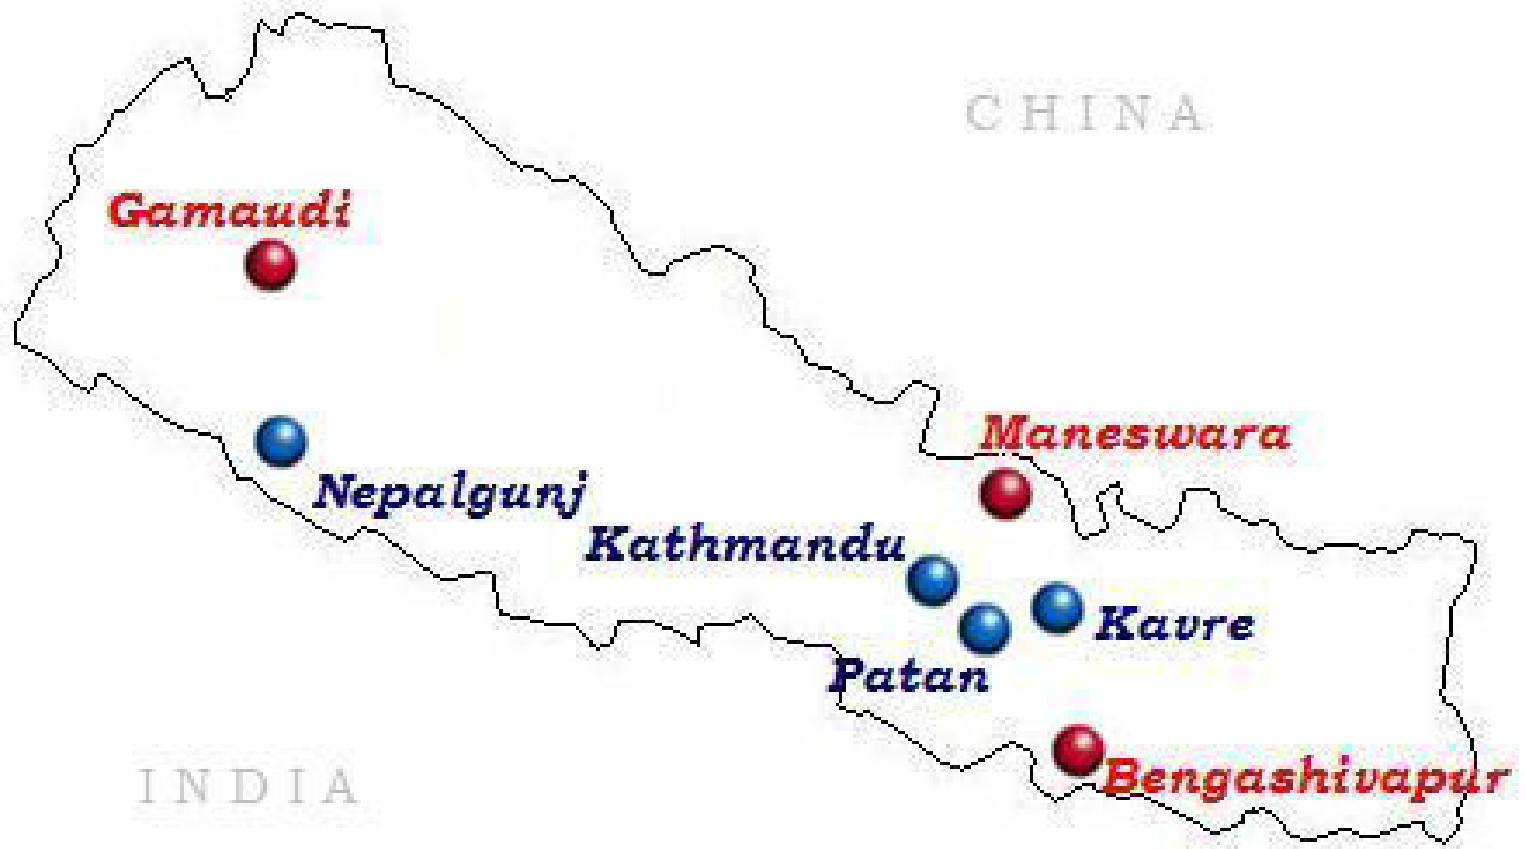 CHINA
Gamaudi
Maneswara
Nepalgunj
Kathmandu
Kavre
Patan
Bengashivapur
INDIA